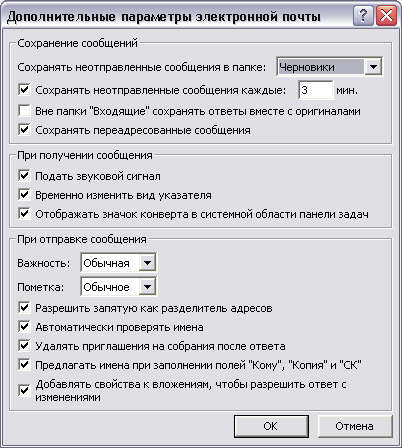 Дополнительные параметры электронной почты
Сохранение сообщений
Сохранять неотправленные сообщения в папке: Черновики
Сохранять неотправленные сообщения каждые: 3 мин.
Вне папки "Входящие" сохранять ответы вместе с оригиналами
Сохранять переадресованные сообщения
При получении сообщения
Подать звуковой сигнал
Временно изменить вид указателя
Отображать значок конверта в системной области панели задач
При отправке сообщения
Важность: Обычная
Пометка: Обычное
Разрешить запятую как разделитель адресов
Автоматически проверять имена
Удалять приглашения на собрания после ответа
Предлагать имена при заполнении полей "Кому", "Копия" и "СК"
Добавлять свойства к вложениям, чтобы разрешить ответ с
изменениями
ОК Отмена